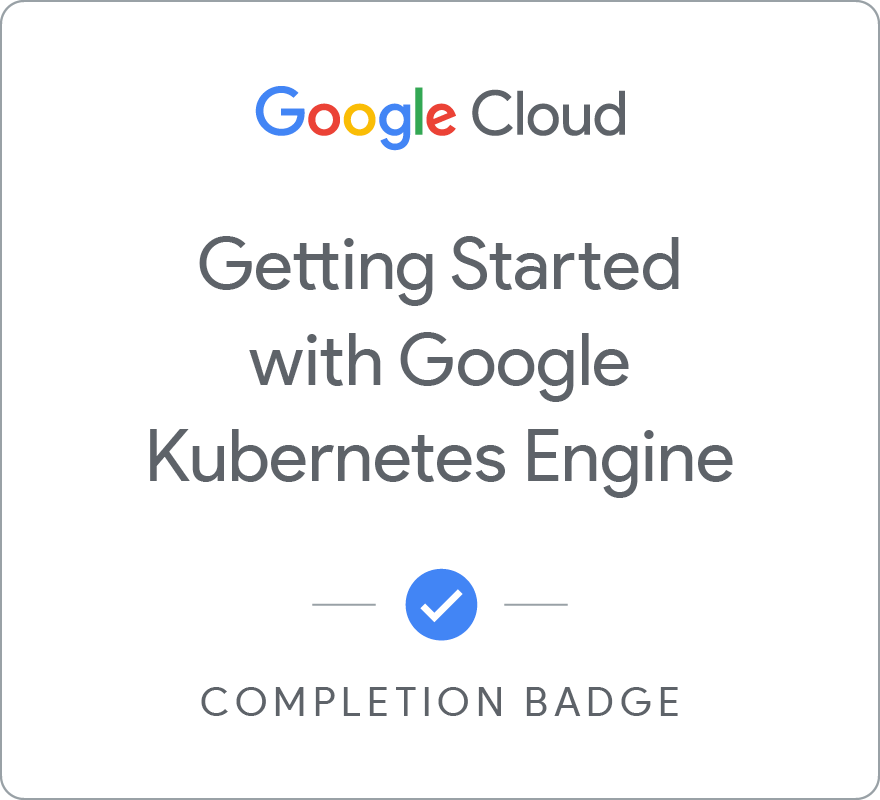 Google Cloud
Getting Started
with Google
Kubernetes Engine
COMPLETION BADGE